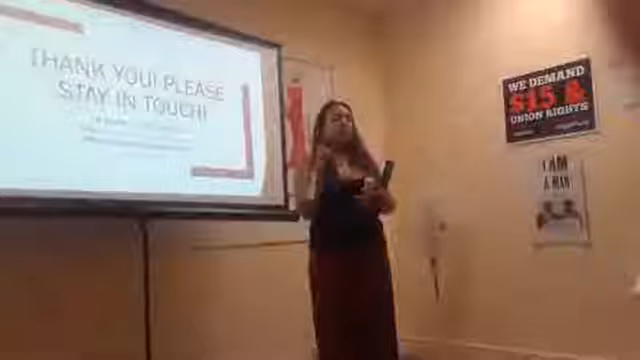 THANK YOU! PLEASE
STAY IN TOUCH!
WE DEMAND
$15 &
UNION RIGHTS
I AM
A MAN